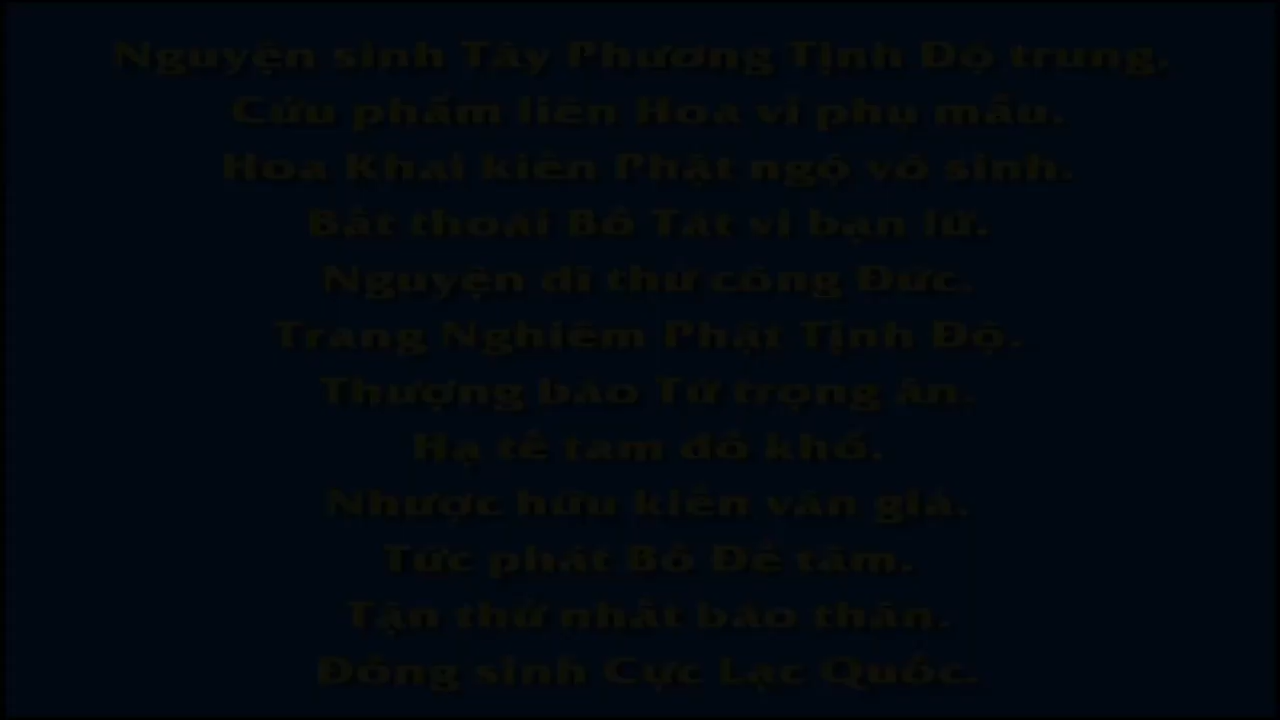 Nguyện sinh Tây Phương Tịnh Độ trung.
Cửu phẩm liên Hoa vi phụ mẫu.
Hoa Khai kiến Phật ngộ vô sinh.
Bất thoái Bồ Tát vi bạn lữ.
Nguyện dĩ thử công Đức.
Trang Nghiêm Phật Tịnh Độ.
Thượng báo Tứ trọng ân.
Hạ tế tam đồ khổ.
Nhược hữu kiến văn giả.
Tức phát Bồ Đề tâm.
Tận thử nhất báo thân.
Đồng sinh Cực Lạc Quốc.